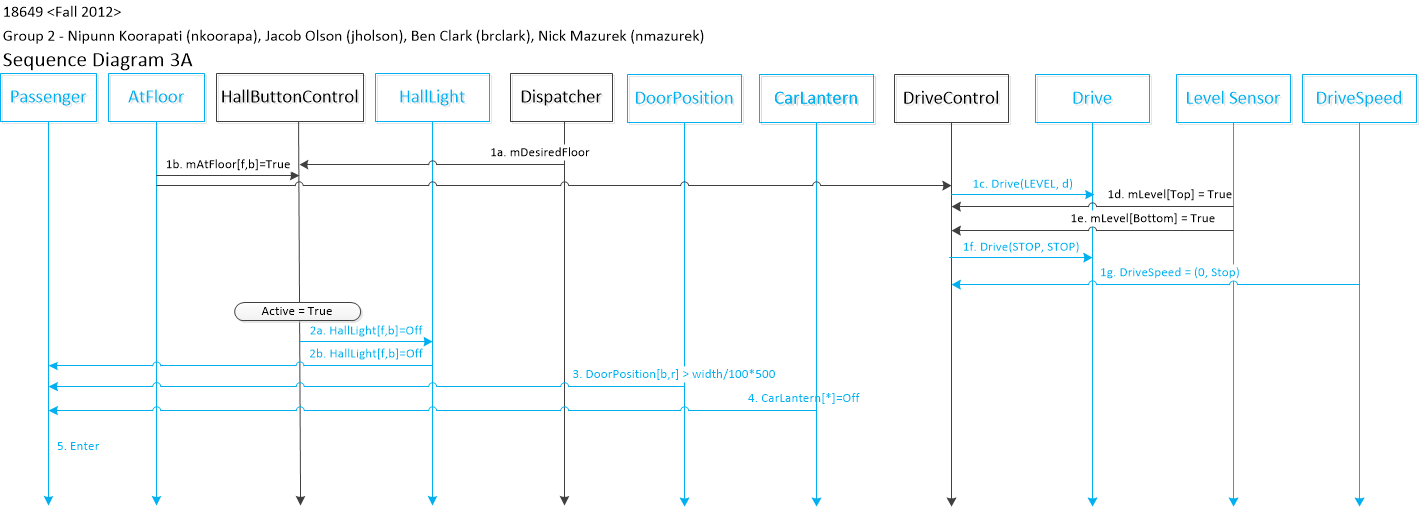 18649 <Fall 2012>
Group 2 - Nipunn Koorapati (nkoorapa), Jacob Olson (jholson), Ben Clark (brclark), Nick Mazurek (nmazurek)
Sequence Diagram 3A
Passenger AtFloor HallButtonControl HallLight Dispatcher DoorPosition CarLantern DriveControl Drive Level Sensor DriveSpeed
1a. mDesiredFloor
1b. mAtFloor[f,b]=True
1c. Drive(LEVEL, d)
1d. mLevel[Top] = True
1e. mLevel[Bottom] = True
1f. Drive(STOP, STOP)
1g. DriveSpeed = (0, Stop)
Active = True
2a. HallLight[f,b]=Off
2b. HallLight[f,b]=Off
3. DoorPosition[b,r] > width/100*500
4. CarLantern[*]=Off
5. Enter